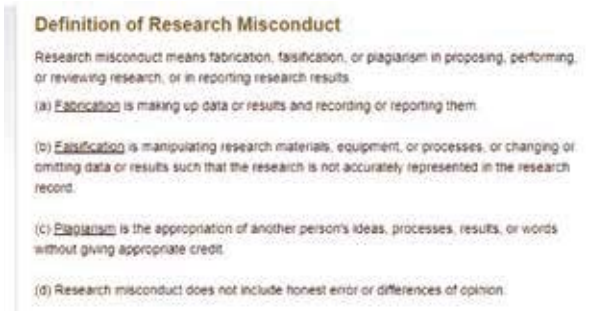 Definition of Research Misconduct
Research misconduct means fabrication, falsification, or plagiarism in proposing, performing,
or reviewing research, or in reporting research results.
(a) Fabrication is making up data or results and recording or reporting them.
(b) Falsification is manipulating research materials, equipment, or processes, or changing or
omitting data or results such that the research is not accurately represented in the research
record.
(c) Plagiarism is the appropriation of another person's ideas, processes, results, or words
without giving appropriate credit.
(d) Research misconduct does not include honest error or differences of opinion.